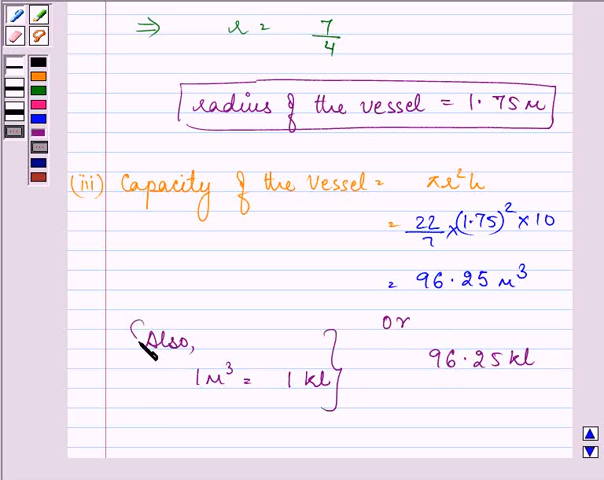 ⇒ r = 7/4
radius of the vessel = 1.75 m
(iii) Capacity of the vessel = πr²h
= 22/7 × (1.75)² × 10
= 96.25 m³
or
96.25 kl
{Also,
1 m³ = 1 kl}